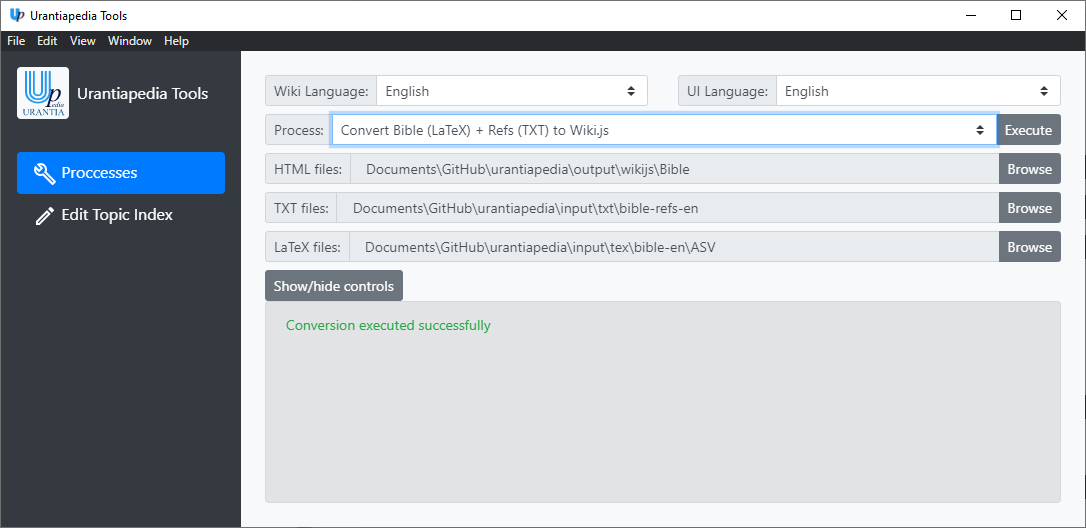 Up Urantiapedia Tools
File Edit View Window Help
Up
pedia
URANTIA
Urantiapedia Tools
Proccesses
Edit Topic Index
Wiki Language: English UI Language: English
Process: Convert Bible (LaTeX) + Refs (TXT) to Wiki.js Execute
HTML files: Documents\GitHub\urantiapedia\output\wikijs\Bible Browse
TXT files: Documents\GitHub\urantiapedia\input\txt\bible-refs-en Browse
LaTeX files: Documents\GitHub\urantiapedia\input\tex\bible-en\ASV Browse
Show/hide controls
Conversion executed successfully